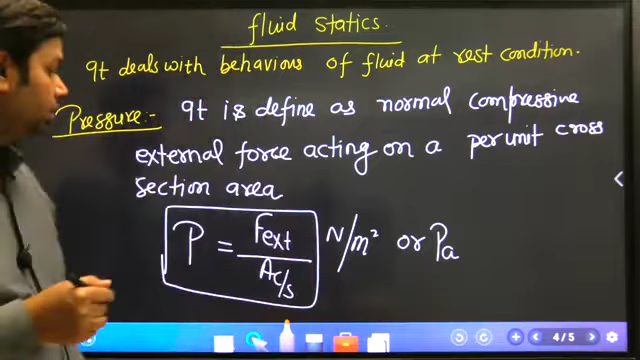 fluid statics.
It deals with behaviours of fluid at rest condition.
Pressure:- It is define as normal compressive
external force acting on a per unit cross
section area
P = Fext / Ac/s N/m² or Pa
4/5